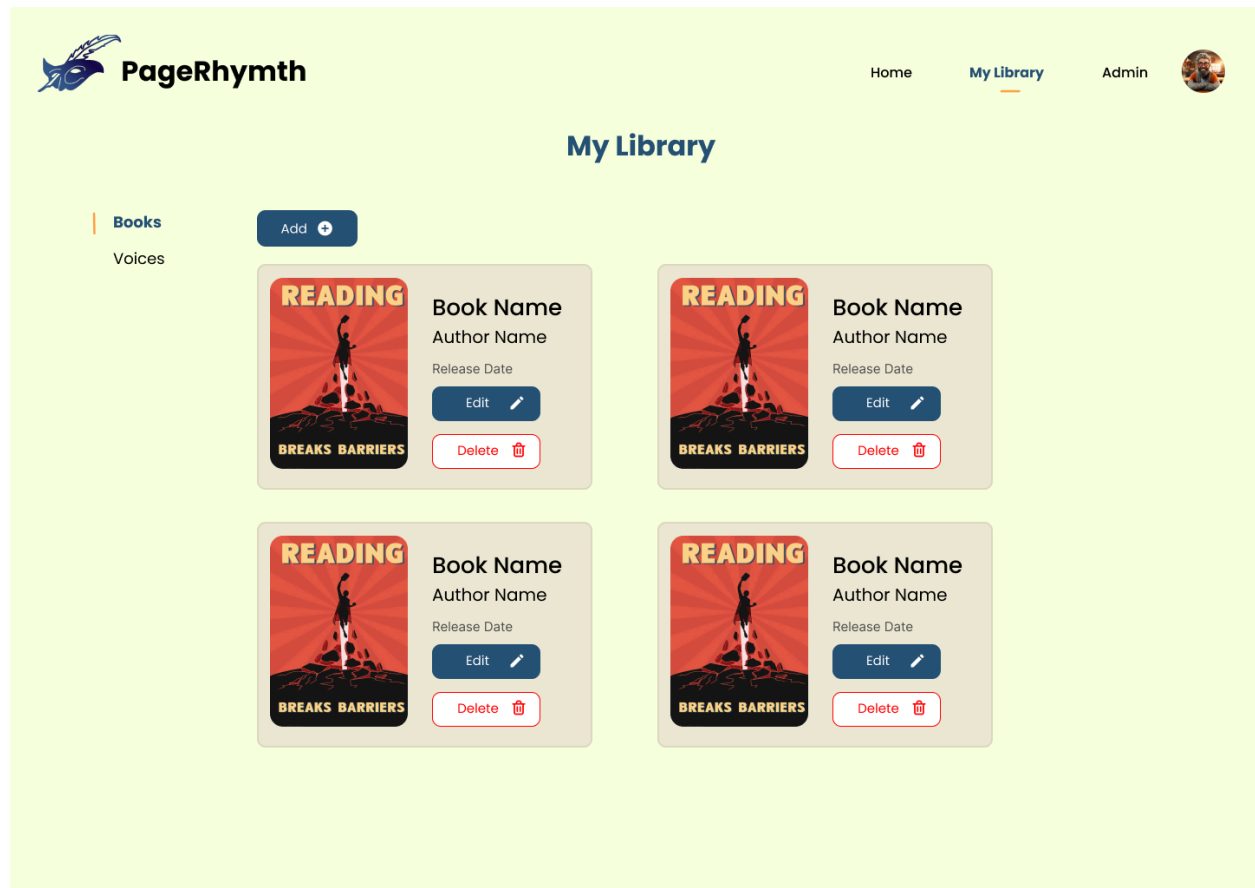 PageRhymth
Home
My Library
Admin
My Library
Books
Voices
Add
READING
BREAKS BARRIERS
Book Name
Author Name
Release Date
Edit
Delete
READING
BREAKS BARRIERS
Book Name
Author Name
Release Date
Edit
Delete
READING
BREAKS BARRIERS
Book Name
Author Name
Release Date
Edit
Delete
READING
BREAKS BARRIERS
Book Name
Author Name
Release Date
Edit
Delete